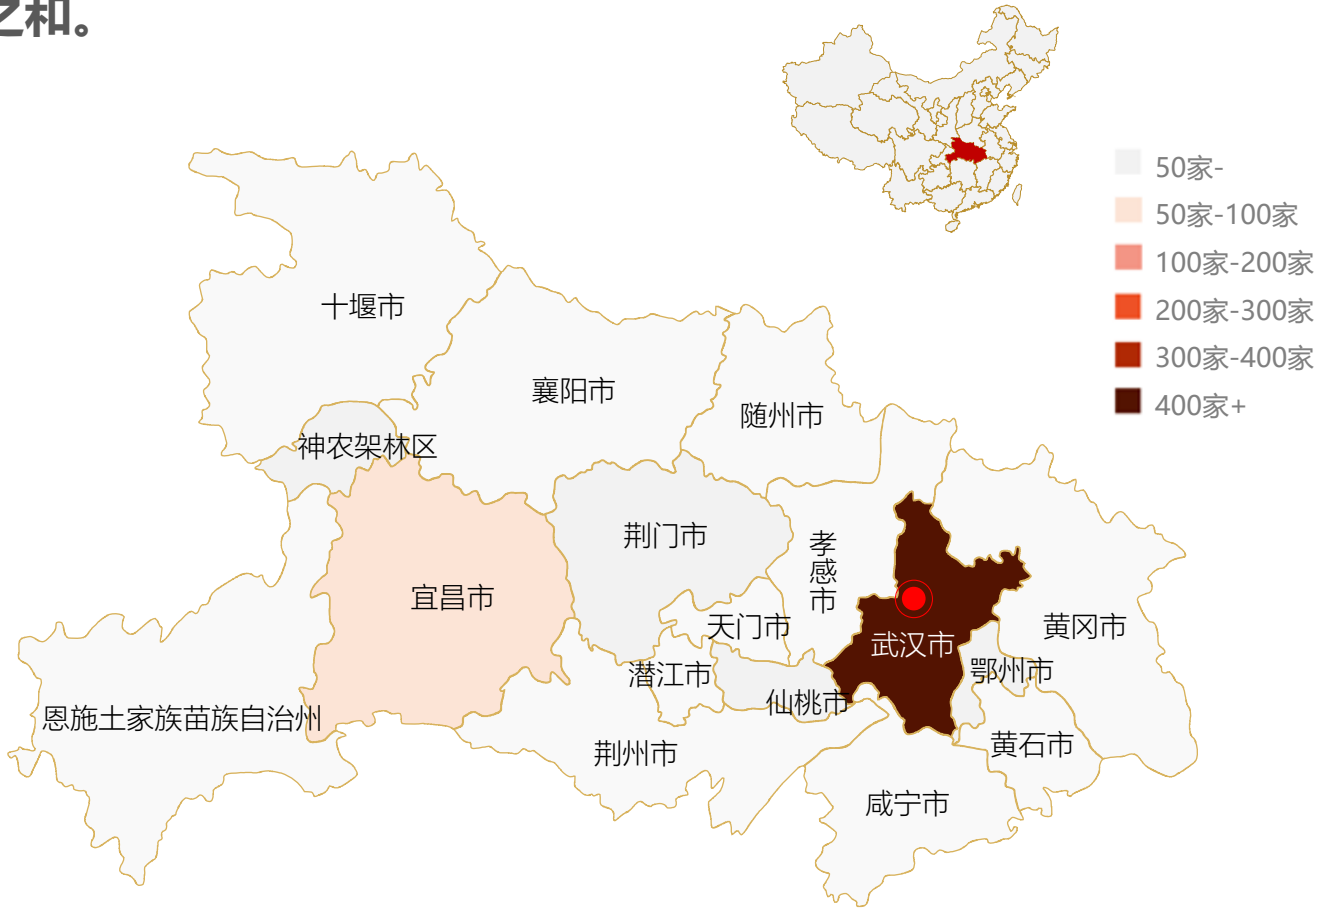 之和。
50家-
50家-100家
100家-200家
200家-300家
300家-400家
400家+
十堰市
襄阳市
随州市
神农架林区
荆门市
孝感市
宜昌市
天门市
武汉市
黄冈市
鄂州市
潜江市
仙桃市
恩施土家族苗族自治州
荆州市
黄石市
咸宁市